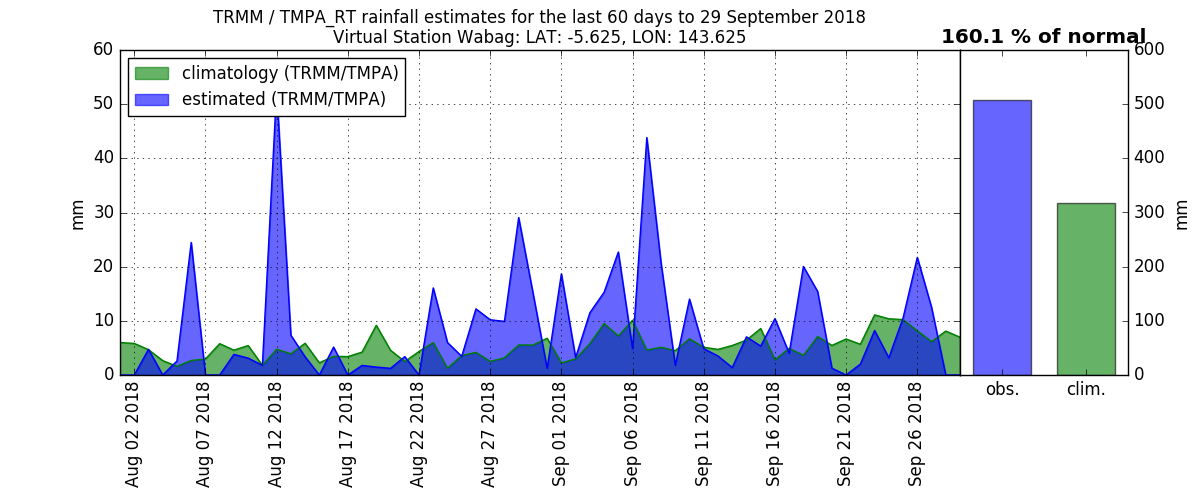 TRMM / TMPA_RT rainfall estimates for the last 60 days to 29 September 2018
Virtual Station Wabag: LAT: -5.625, LON: 143.625
160.1 % of normal
climatology (TRMM/TMPA)
estimated (TRMM/TMPA)
60
50
40
30
20
10
0
mm
600
500
400
300
200
100
0
mm
Aug 02 2018
Aug 07 2018
Aug 12 2018
Aug 17 2018
Aug 22 2018
Aug 27 2018
Sep 01 2018
Sep 06 2018
Sep 11 2018
Sep 16 2018
Sep 21 2018
Sep 26 2018
obs.
clim.